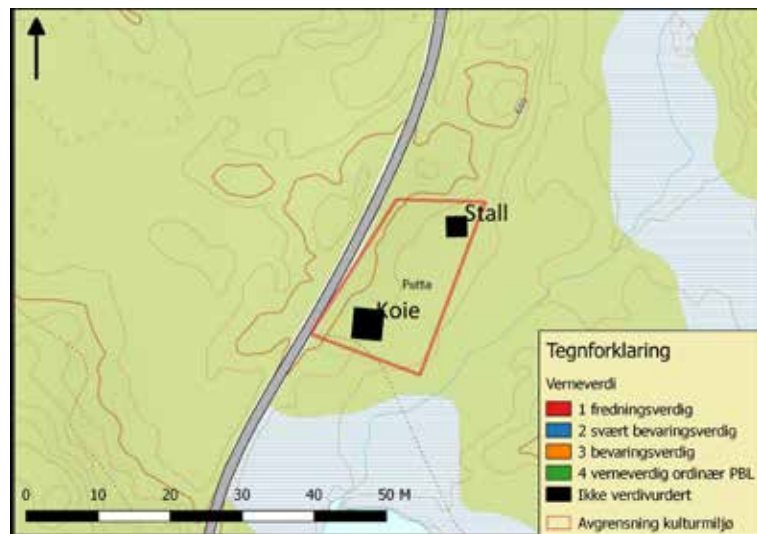 Stall
Putta
Koie
Tegnforklaring
Verneverdi
1 fredningsverdig
2 svært bevaringsverdig
3 bevaringsverdig
4 verneverdig ordinær PBL
Ikke verdivurdert
Avgrensning kulturmiljø
0 10 20 30 40 50 M